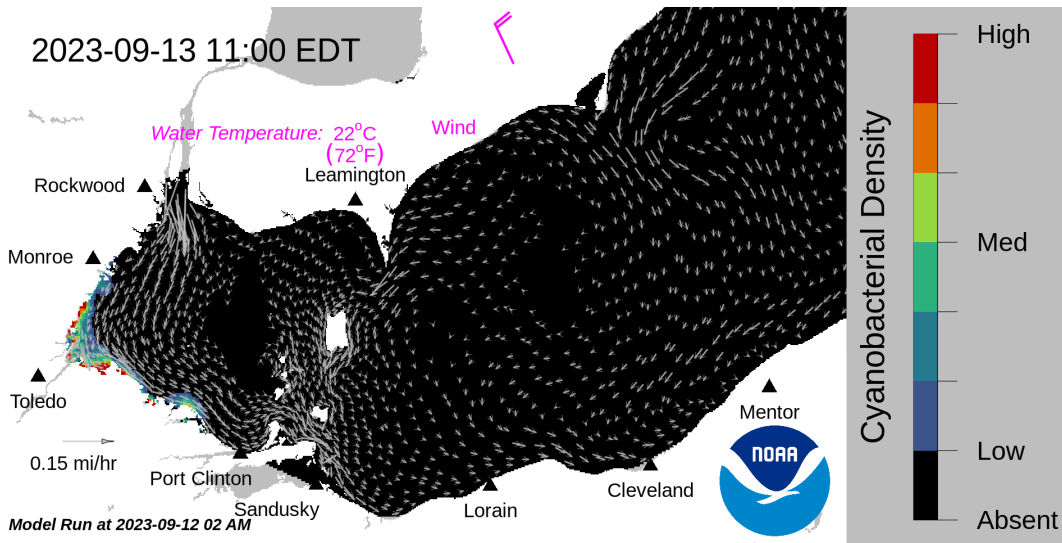 2023-09-13 11:00 EDT
High
Wind
Water Temperature: 22°C
(72°F)
Leamington
Rockwood
Cyanobacterial Density
Monroe
Med
Toledo
Mentor
0.15 mi/hr
NOAA
Low
Port Clinton
Cleveland
Sandusky
Lorain
Absent
Model Run at 2023-09-12 02 AM